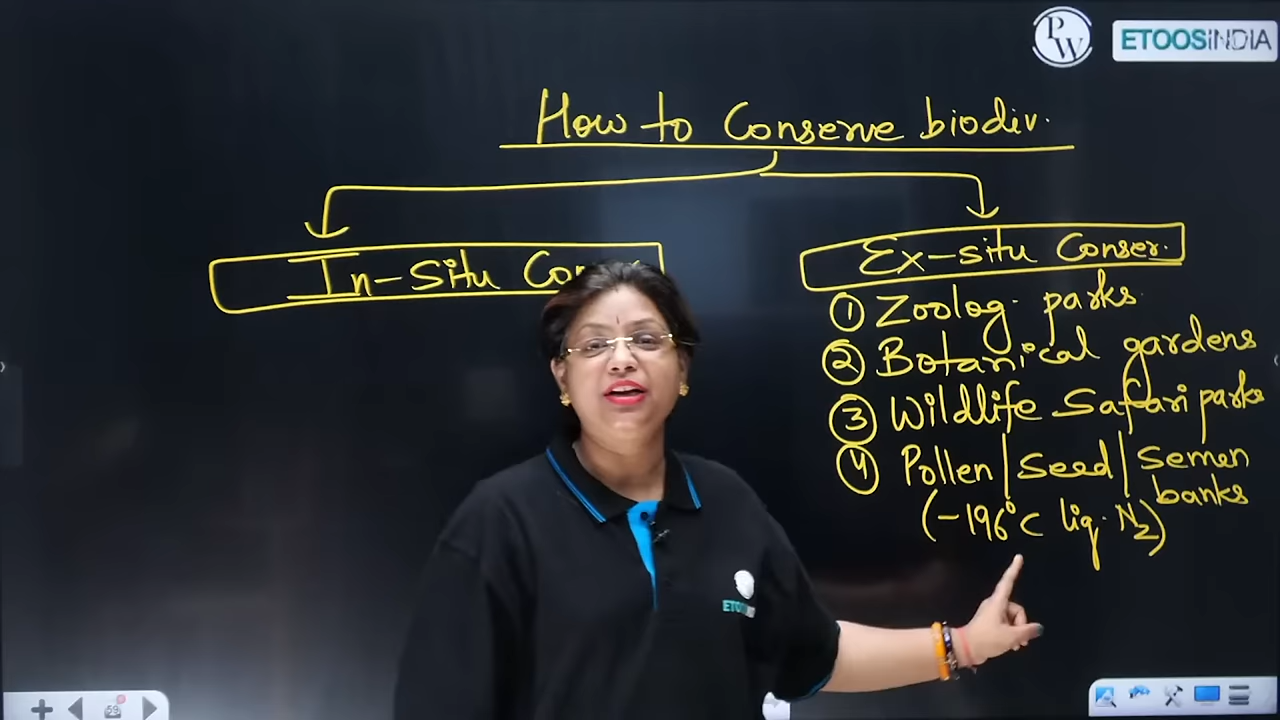 PW
ETOOSINDIA
How to Conserve biodiv.
In-situ
Ex-situ Conser.
① Zoolog. parks
② Botanical gardens
③ Wildlife Safari parks
④ Pollen/seed/semen
banks
(-196°C liq. N₂)
53